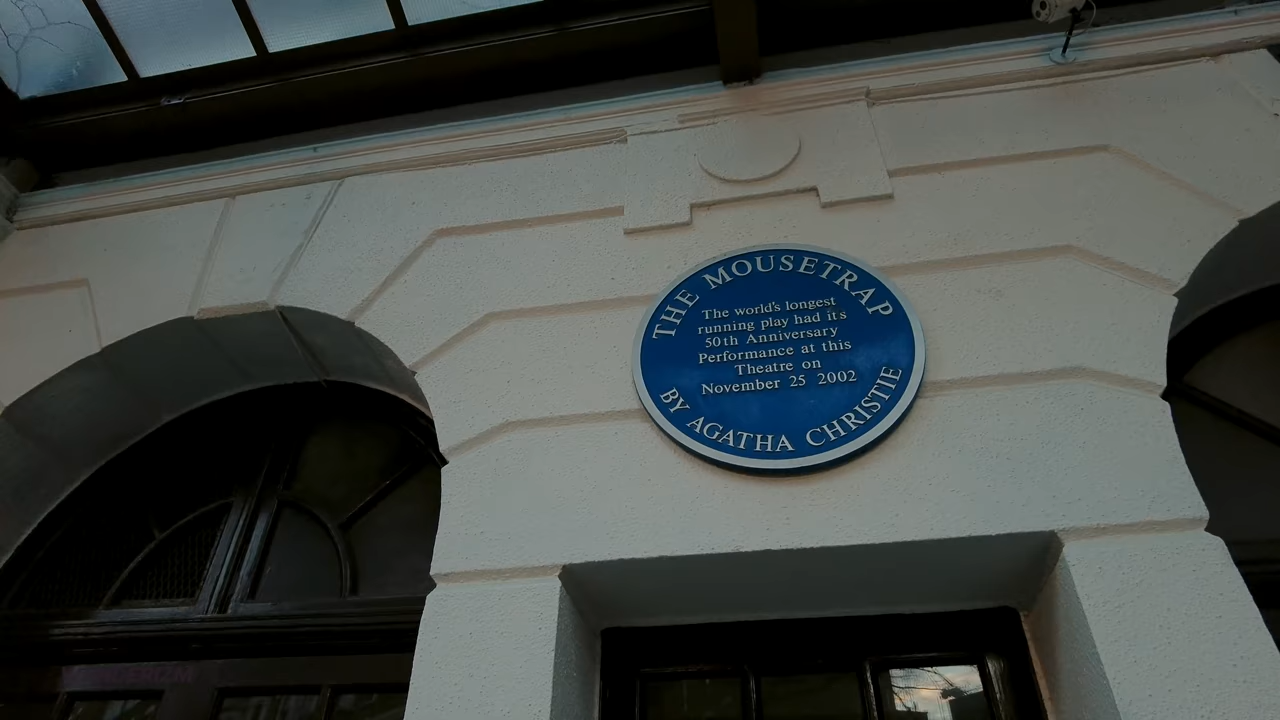 THE MOUSETRAP
The world's longest
running play had its
50th Anniversary
Performance at this
Theatre on
November 25 2002
BY AGATHA CHRISTIE